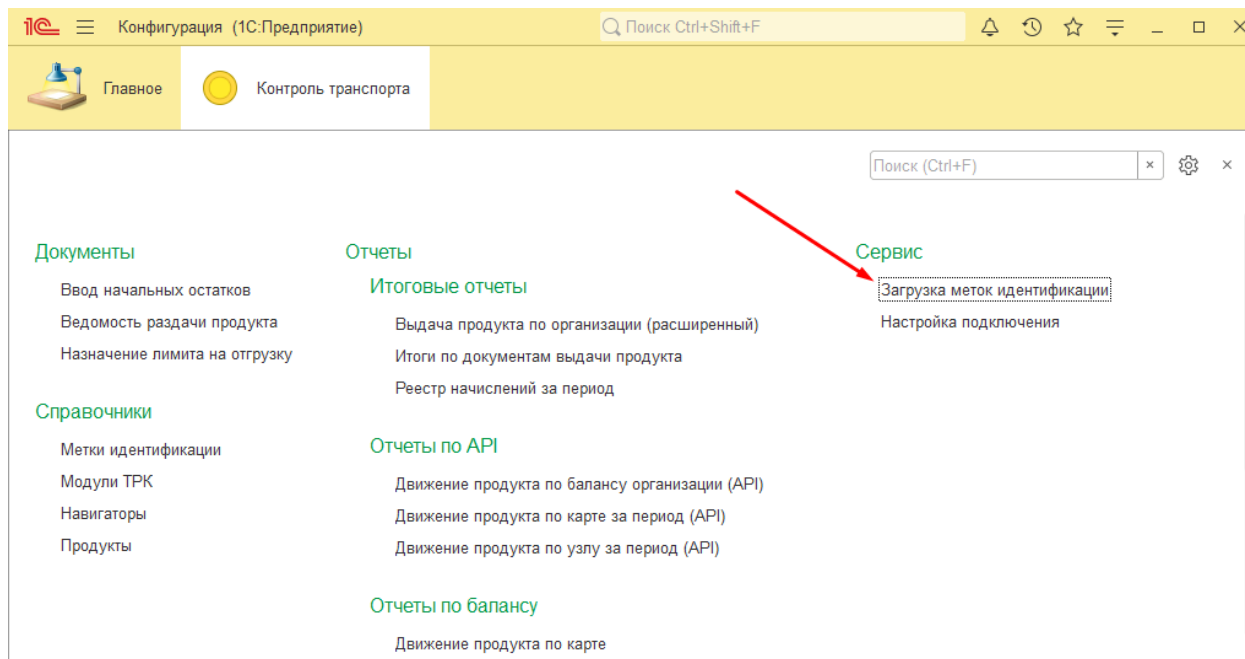 1С Конфигурация (1С:Предприятие) Поиск Ctrl+Shift+F
Главное
Контроль транспорта
Поиск (Ctrl+F)
Документы
Ввод начальных остатков
Ведомость раздачи продукта
Назначение лимита на отгрузку
Справочники
Метки идентификации
Модули ТРК
Навигаторы
Продукты
Отчеты
Итоговые отчеты
Выдача продукта по организации (расширенный)
Итоги по документам выдачи продукта
Реестр начислений за период
Отчеты по API
Движение продукта по балансу организации (API)
Движение продукта по карте за период (API)
Движение продукта по узлу за период (API)
Отчеты по балансу
Движение продукта по карте
Сервис
Загрузка меток идентификации
Настройка подключения